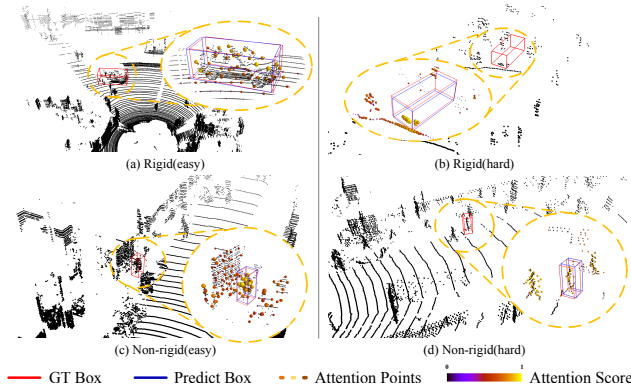 (a) Rigid(easy)
(b) Rigid(hard)
(c) Non-rigid(easy)
(d) Non-rigid(hard)
0 1
GT Box Predict Box Attention Points Attention Score